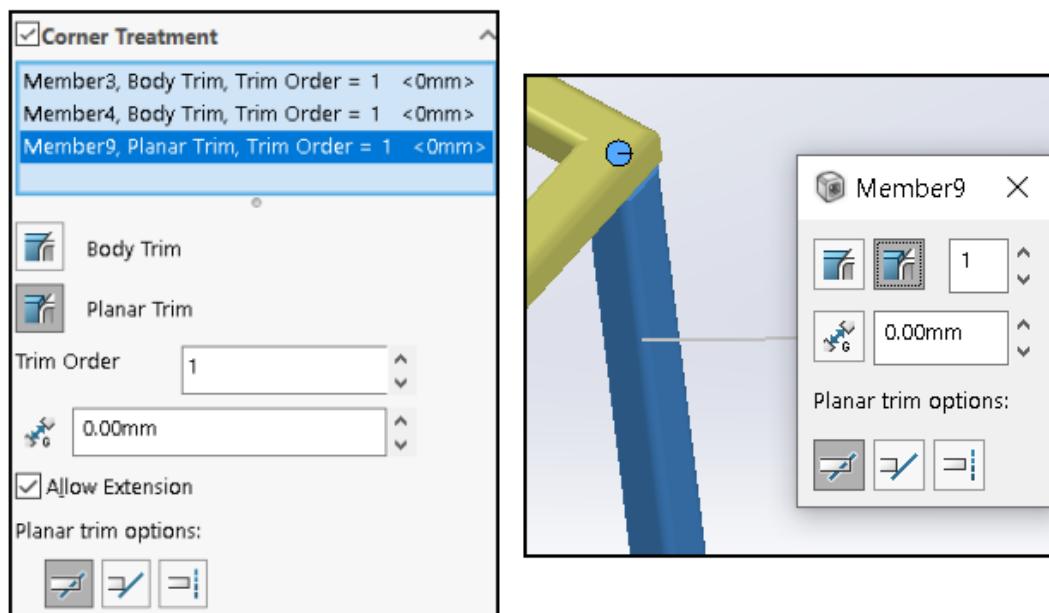 Corner Treatment
Member3, Body Trim, Trim Order = 1 <0mm>
Member4, Body Trim, Trim Order = 1 <0mm>
Member9, Planar Trim, Trim Order = 1 <0mm>
Body Trim
Planar Trim
Trim Order
1
G
0.00mm
Allow Extension
Planar trim options:
Member9
1
G
0.00mm
Planar trim options: